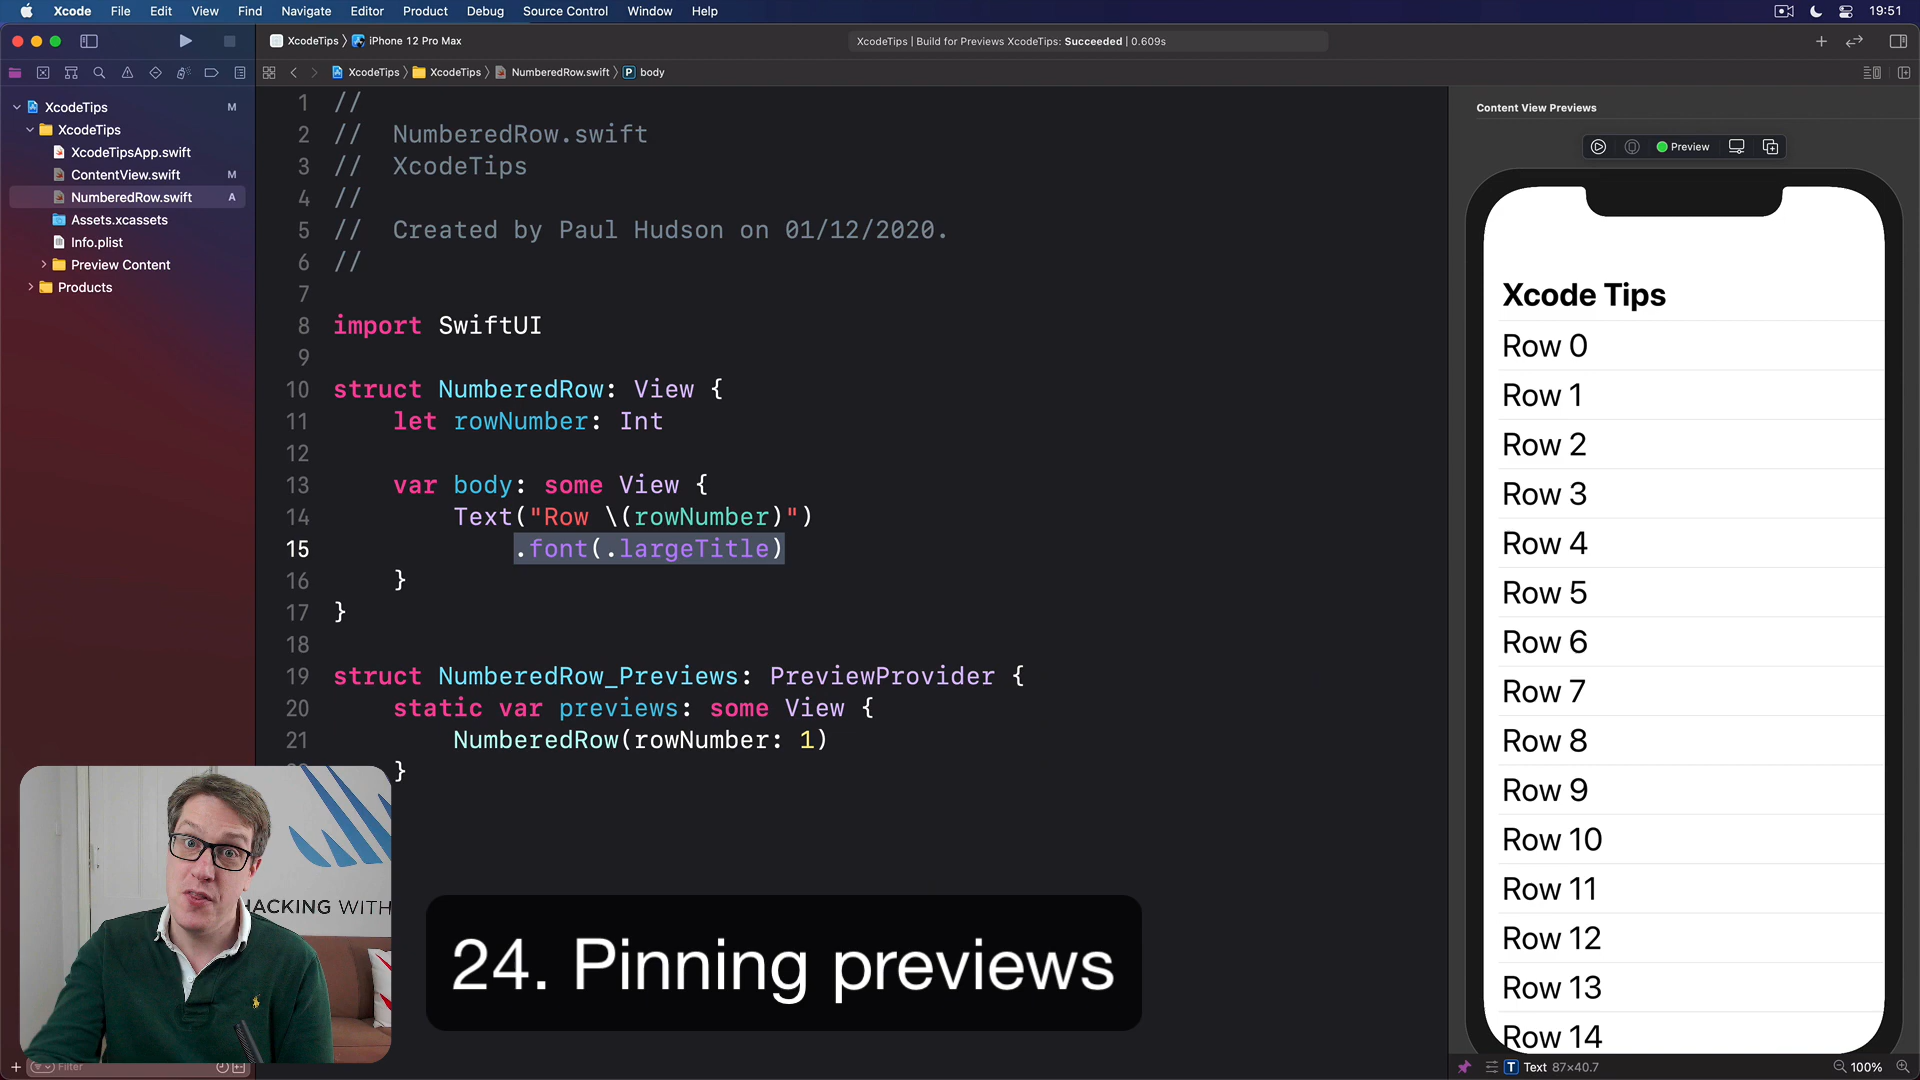 Xcode File Edit View Find Navigate Editor Product Debug Source Control Window Help 19:51
XcodeTips iPhone 12 Pro Max XcodeTips | Build for Previews XcodeTips: Succeeded | 0.609s
XcodeTips XcodeTips NumberedRow.swift P body
XcodeTips M
XcodeTips
XcodeTipsApp.swift
ContentView.swift M
NumberedRow.swift A
Assets.xcassets
Info.plist
Preview Content
Products
1 //
2 //  NumberedRow.swift
3 //  XcodeTips
4 //
5 //  Created by Paul Hudson on 01/12/2020.
6 //
7
8 import SwiftUI
9
10 struct NumberedRow: View {
11     let rowNumber: Int
12
13     var body: some View {
14         Text("Row \(rowNumber)")
15             .font(.largeTitle)
16     }
17 }
18
19 struct NumberedRow_Previews: PreviewProvider {
20     static var previews: some View {
21         NumberedRow(rowNumber: 1)
}
Content View Previews
Preview
Xcode Tips
Row 0
Row 1
Row 2
Row 3
Row 4
Row 5
Row 6
Row 7
Row 8
Row 9
Row 10
Row 11
Row 12
Row 13
Row 14
HACKING WITH
24. Pinning previews
Filter
T Text 87×40.7 100%